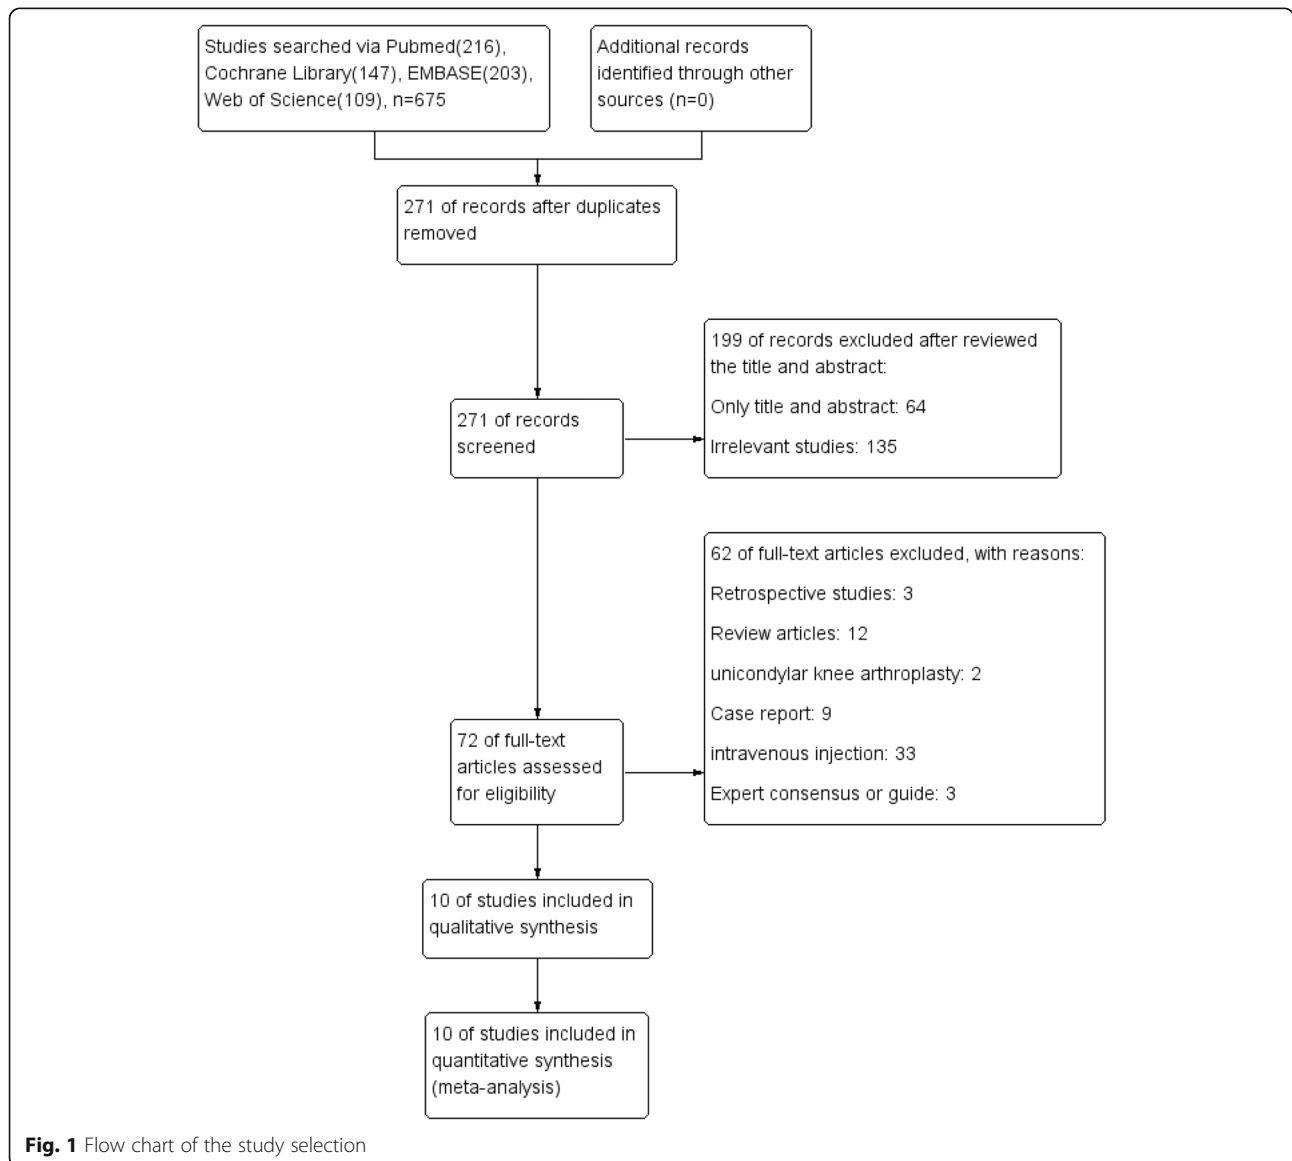 Studies searched via Pubmed(216),
Cochrane Library(147), EMBASE(203),
Web of Science(109), n=675
Additional records
identified through other
sources (n=0)
271 of records after duplicates
removed
199 of records excluded after reviewed
the title and abstract:
Only title and abstract: 64
Irrelevant studies: 135
271 of records
screened
62 of full-text articles excluded, with reasons:
Retrospective studies: 3
Review articles: 12
unicondylar knee arthroplasty: 2
Case report: 9
intravenous injection: 33
Expert consensus or guide: 3
72 of full-text
articles assessed
for eligibility
10 of studies included in
qualitative synthesis
10 of studies included in
quantitative synthesis
(meta-analysis)
Fig. 1 Flow chart of the study selection